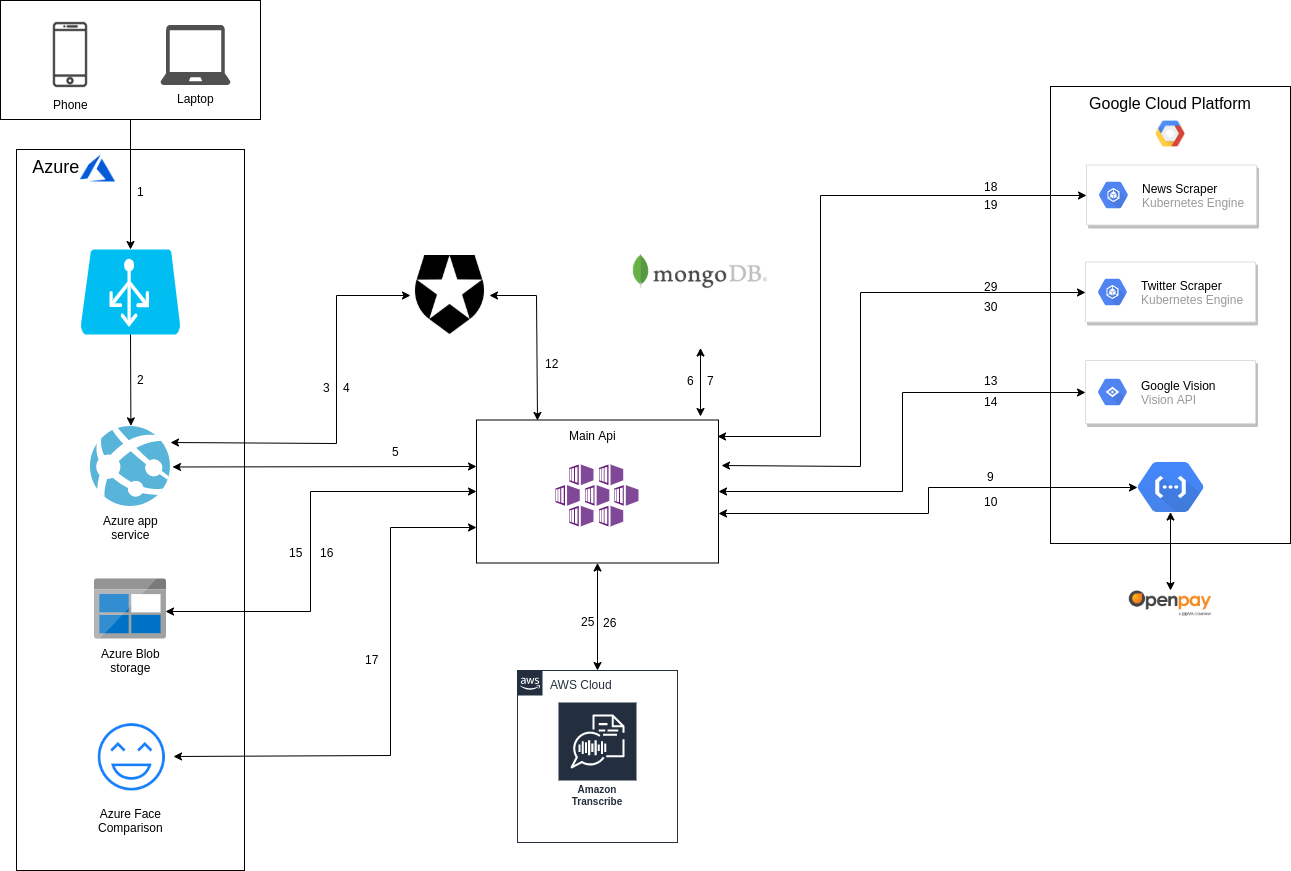 Phone
Laptop
Azure
1
2
Azure app
service
Azure Blob
storage
Azure Face
Comparison
3
4
5
15
16
17
12
mongoDB.
6
7
Main Api
25
26
aws
AWS Cloud
Amazon
Transcribe
18
19
29
30
13
14
9
10
Google Cloud Platform
News Scraper
Kubernetes Engine
Twitter Scraper
Kubernetes Engine
Google Vision
Vision API
Openpay